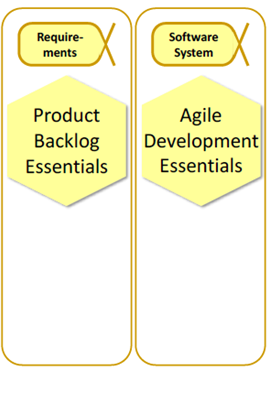 Require-
ments
Product
Backlog
Essentials
Software
System
Agile
Development
Essentials